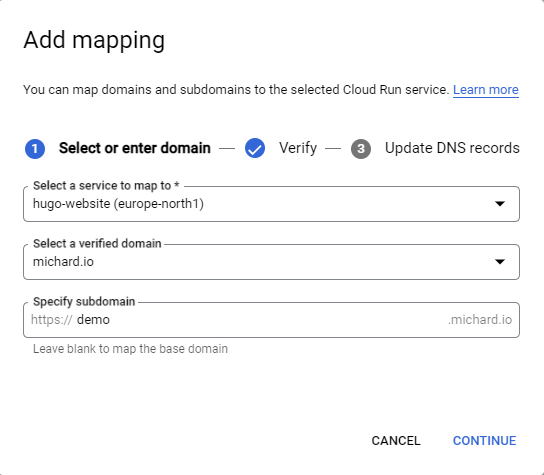 Add mapping
You can map domains and subdomains to the selected Cloud Run service. Learn more
1 Select or enter domain — Verify — 3 Update DNS records
Select a service to map to *
hugo-website (europe-north1)
Select a verified domain
michard.io
Specify subdomain
https:// demo .michard.io
Leave blank to map the base domain
CANCEL CONTINUE